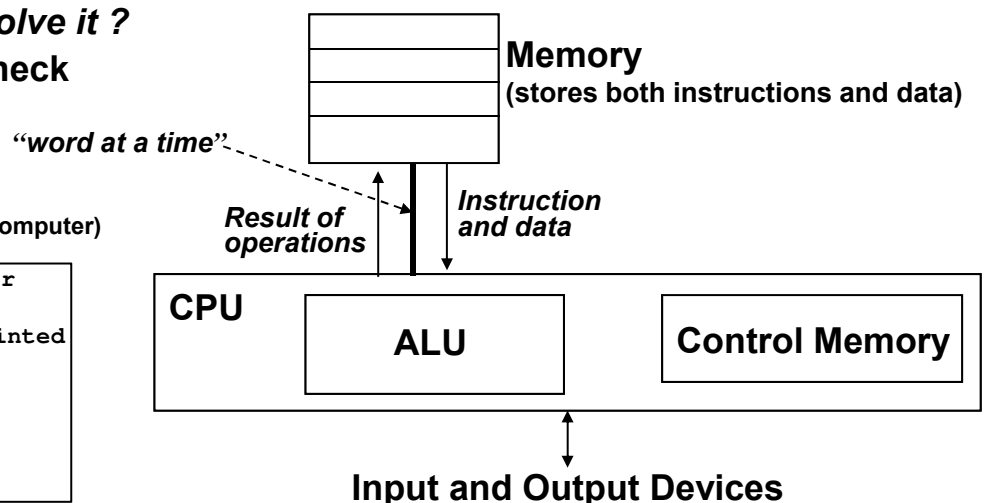 olve it ?
neck
Memory
(stores both instructions and data)
“word at a time”
Result of
operations
Instruction
and data
omputer)
r
inted
CPU
ALU
Control Memory
Input and Output Devices